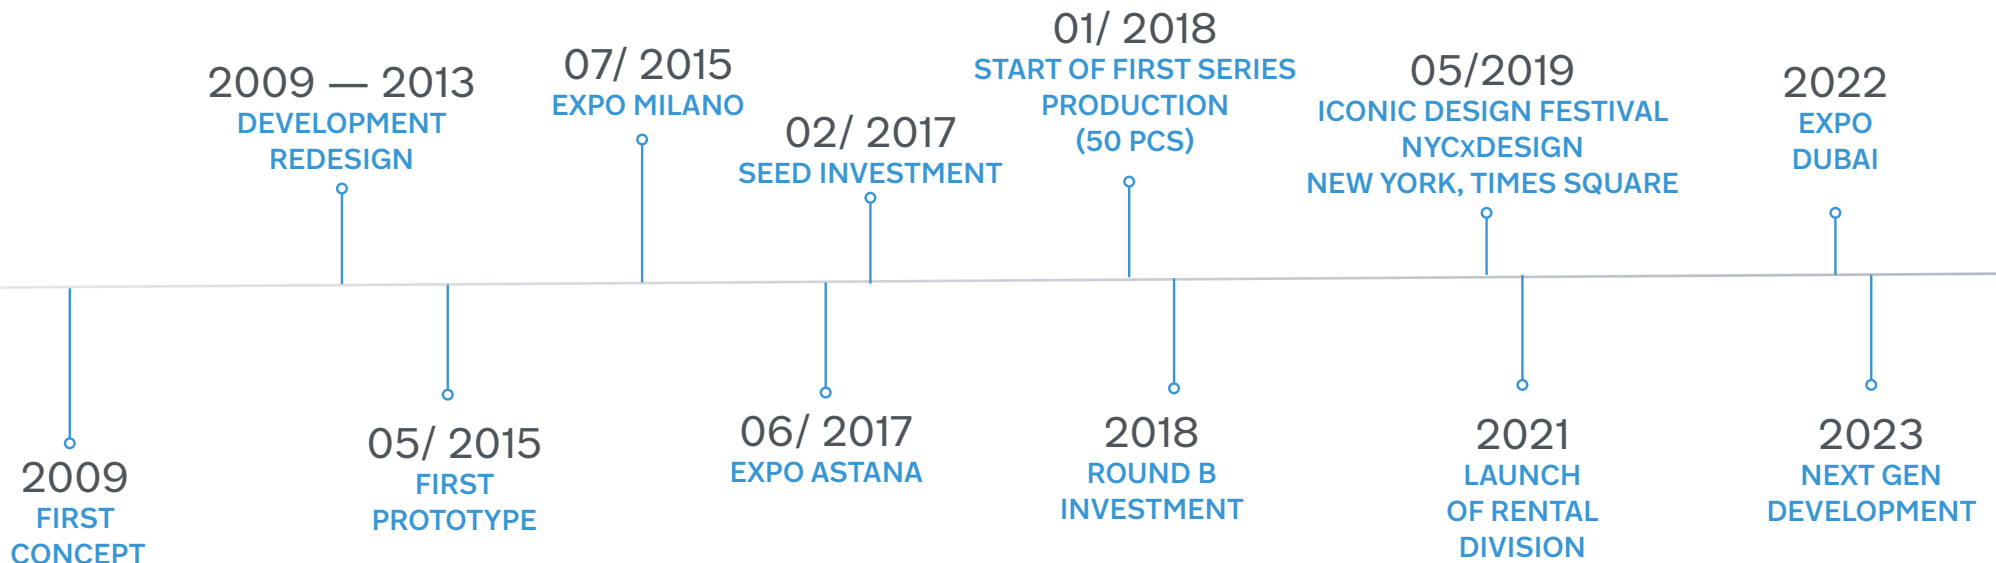 2009
FIRST
CONCEPT
2009 — 2013
DEVELOPMENT
REDESIGN
05/ 2015
FIRST
PROTOTYPE
07/ 2015
EXPO MILANO
06/ 2017
EXPO ASTANA
02/ 2017
SEED INVESTMENT
01/ 2018
START OF FIRST SERIES
PRODUCTION
(50 PCS)
2018
ROUND B
INVESTMENT
05/2019
ICONIC DESIGN FESTIVAL
NYCxDESIGN
NEW YORK, TIMES SQUARE
2021
LAUNCH
OF RENTAL
DIVISION
2022
EXPO
DUBAI
2023
NEXT GEN
DEVELOPMENT